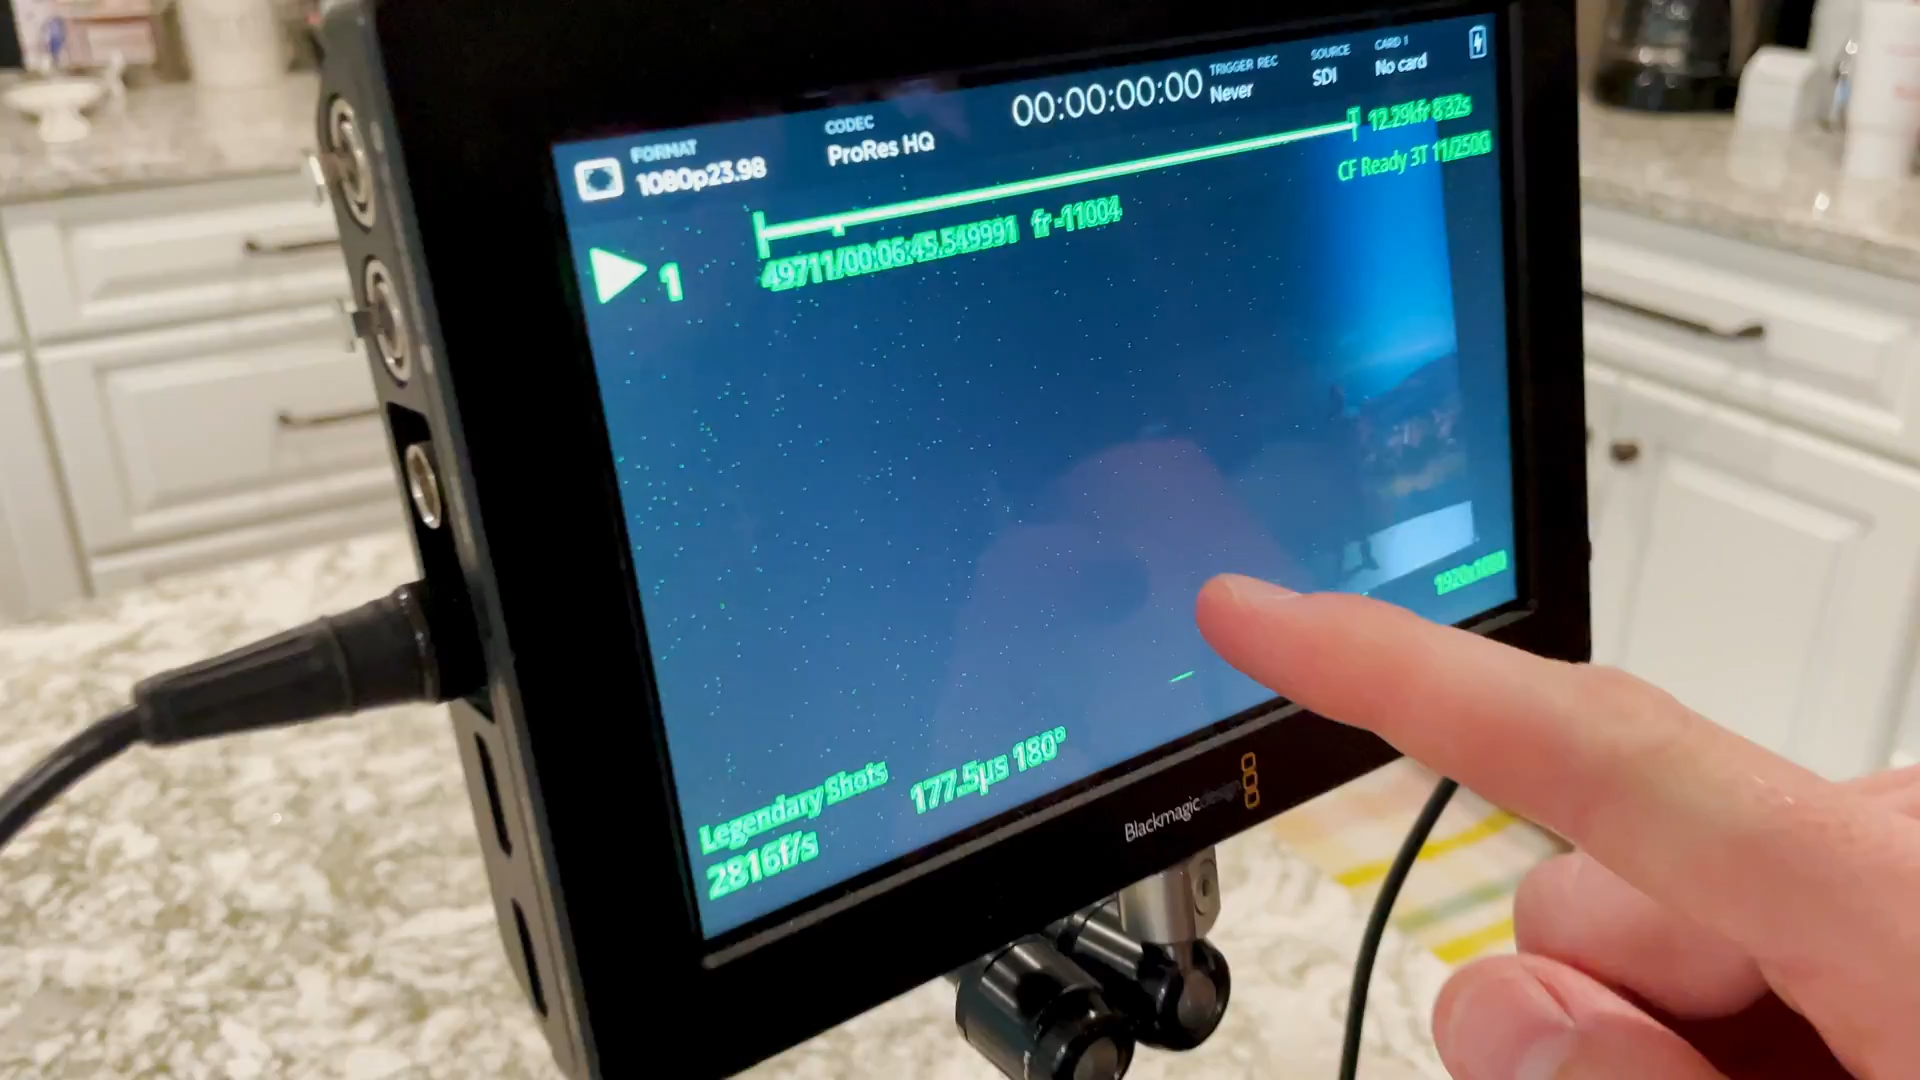 FORMAT
1080p23.98
CODEC
ProRes HQ
00:00:00:00
TRIGGER REC
Never
SOURCE
SDI
CARD 1
No card
12.29kfr 8'32s
CF Ready 3T 11/250G
1
49711/00:06:45.549991 fr -11004
1920x1080
Legendary Shots
177.5µs 180°
2816f/s
Blackmagicdesign